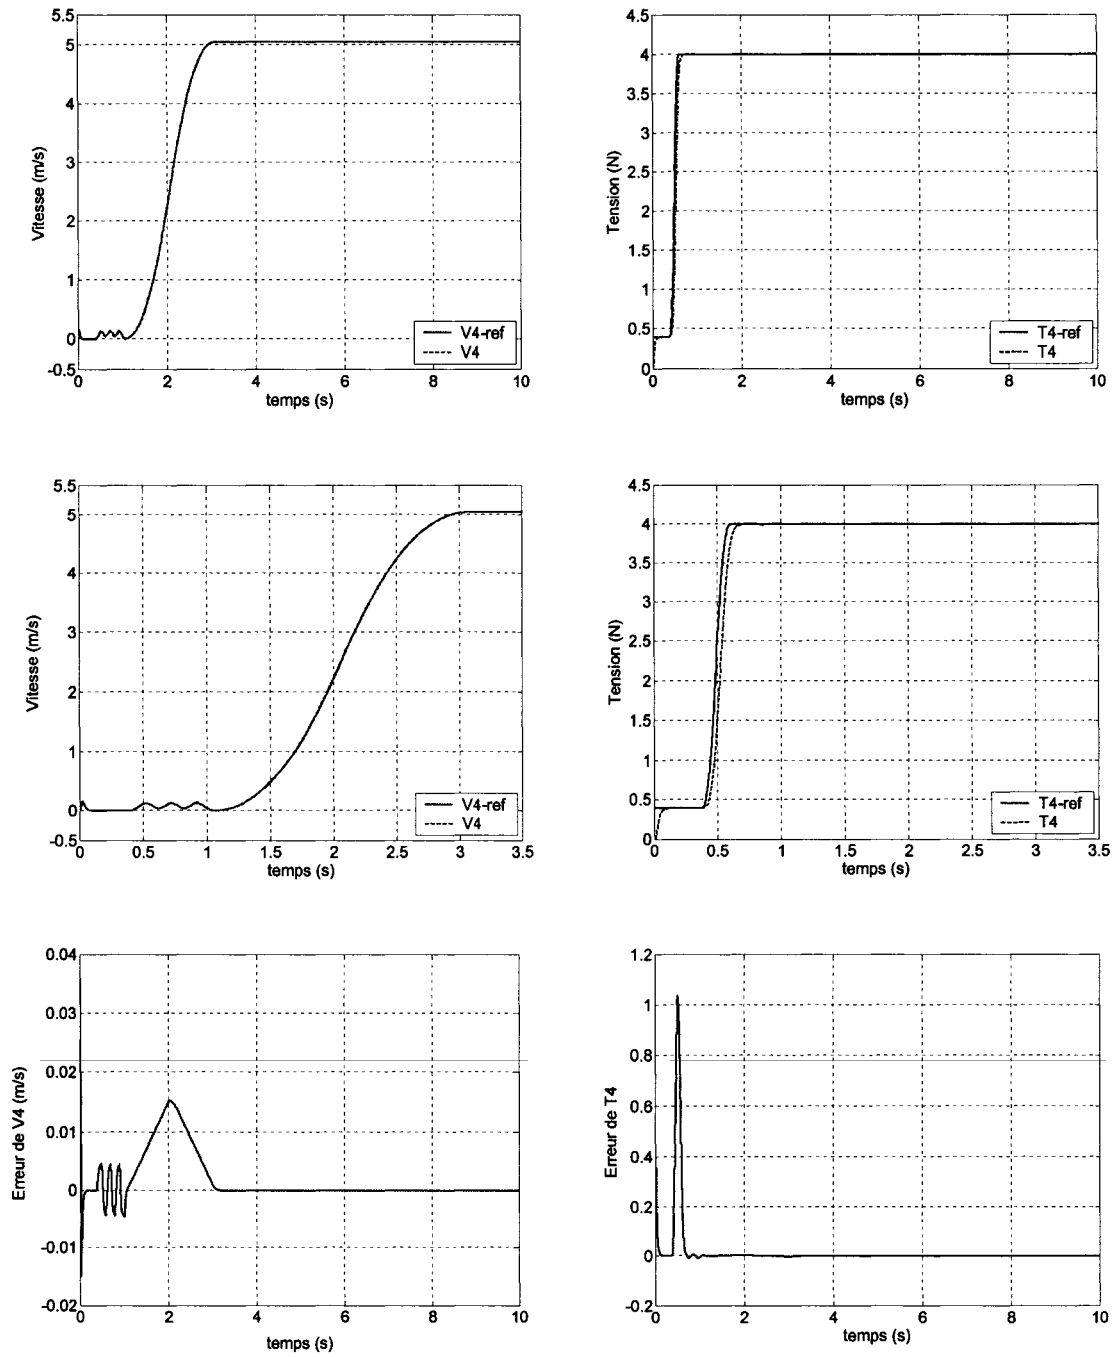 5.5
5
4
3
2
1
0
-0.5
0 2 4 6 8 10
Vitesse (m/s)
temps (s)
V4-ref
V4
4.5
4
3.5
3
2.5
2
1.5
1
0.5
0
0 2 4 6 8 10
Tension (N)
temps (s)
T4-ref
T4
5.5
5
4
3
2
1
0
-0.5
0 0.5 1 1.5 2 2.5 3 3.5
Vitesse (m/s)
temps (s)
V4-ref
V4
4.5
4
3.5
3
2.5
2
1.5
1
0.5
0
0 0.5 1 1.5 2 2.5 3 3.5
Tension (N)
temps (s)
T4-ref
T4
0.04
0.03
0.02
0.01
0
-0.01
-0.02
0 2 4 6 8 10
Erreur de V4 (m/s)
temps (s)
1.2
1
0.8
0.6
0.4
0.2
0
-0.2
0 2 4 6 8 10
Erreur de T4
temps (s)